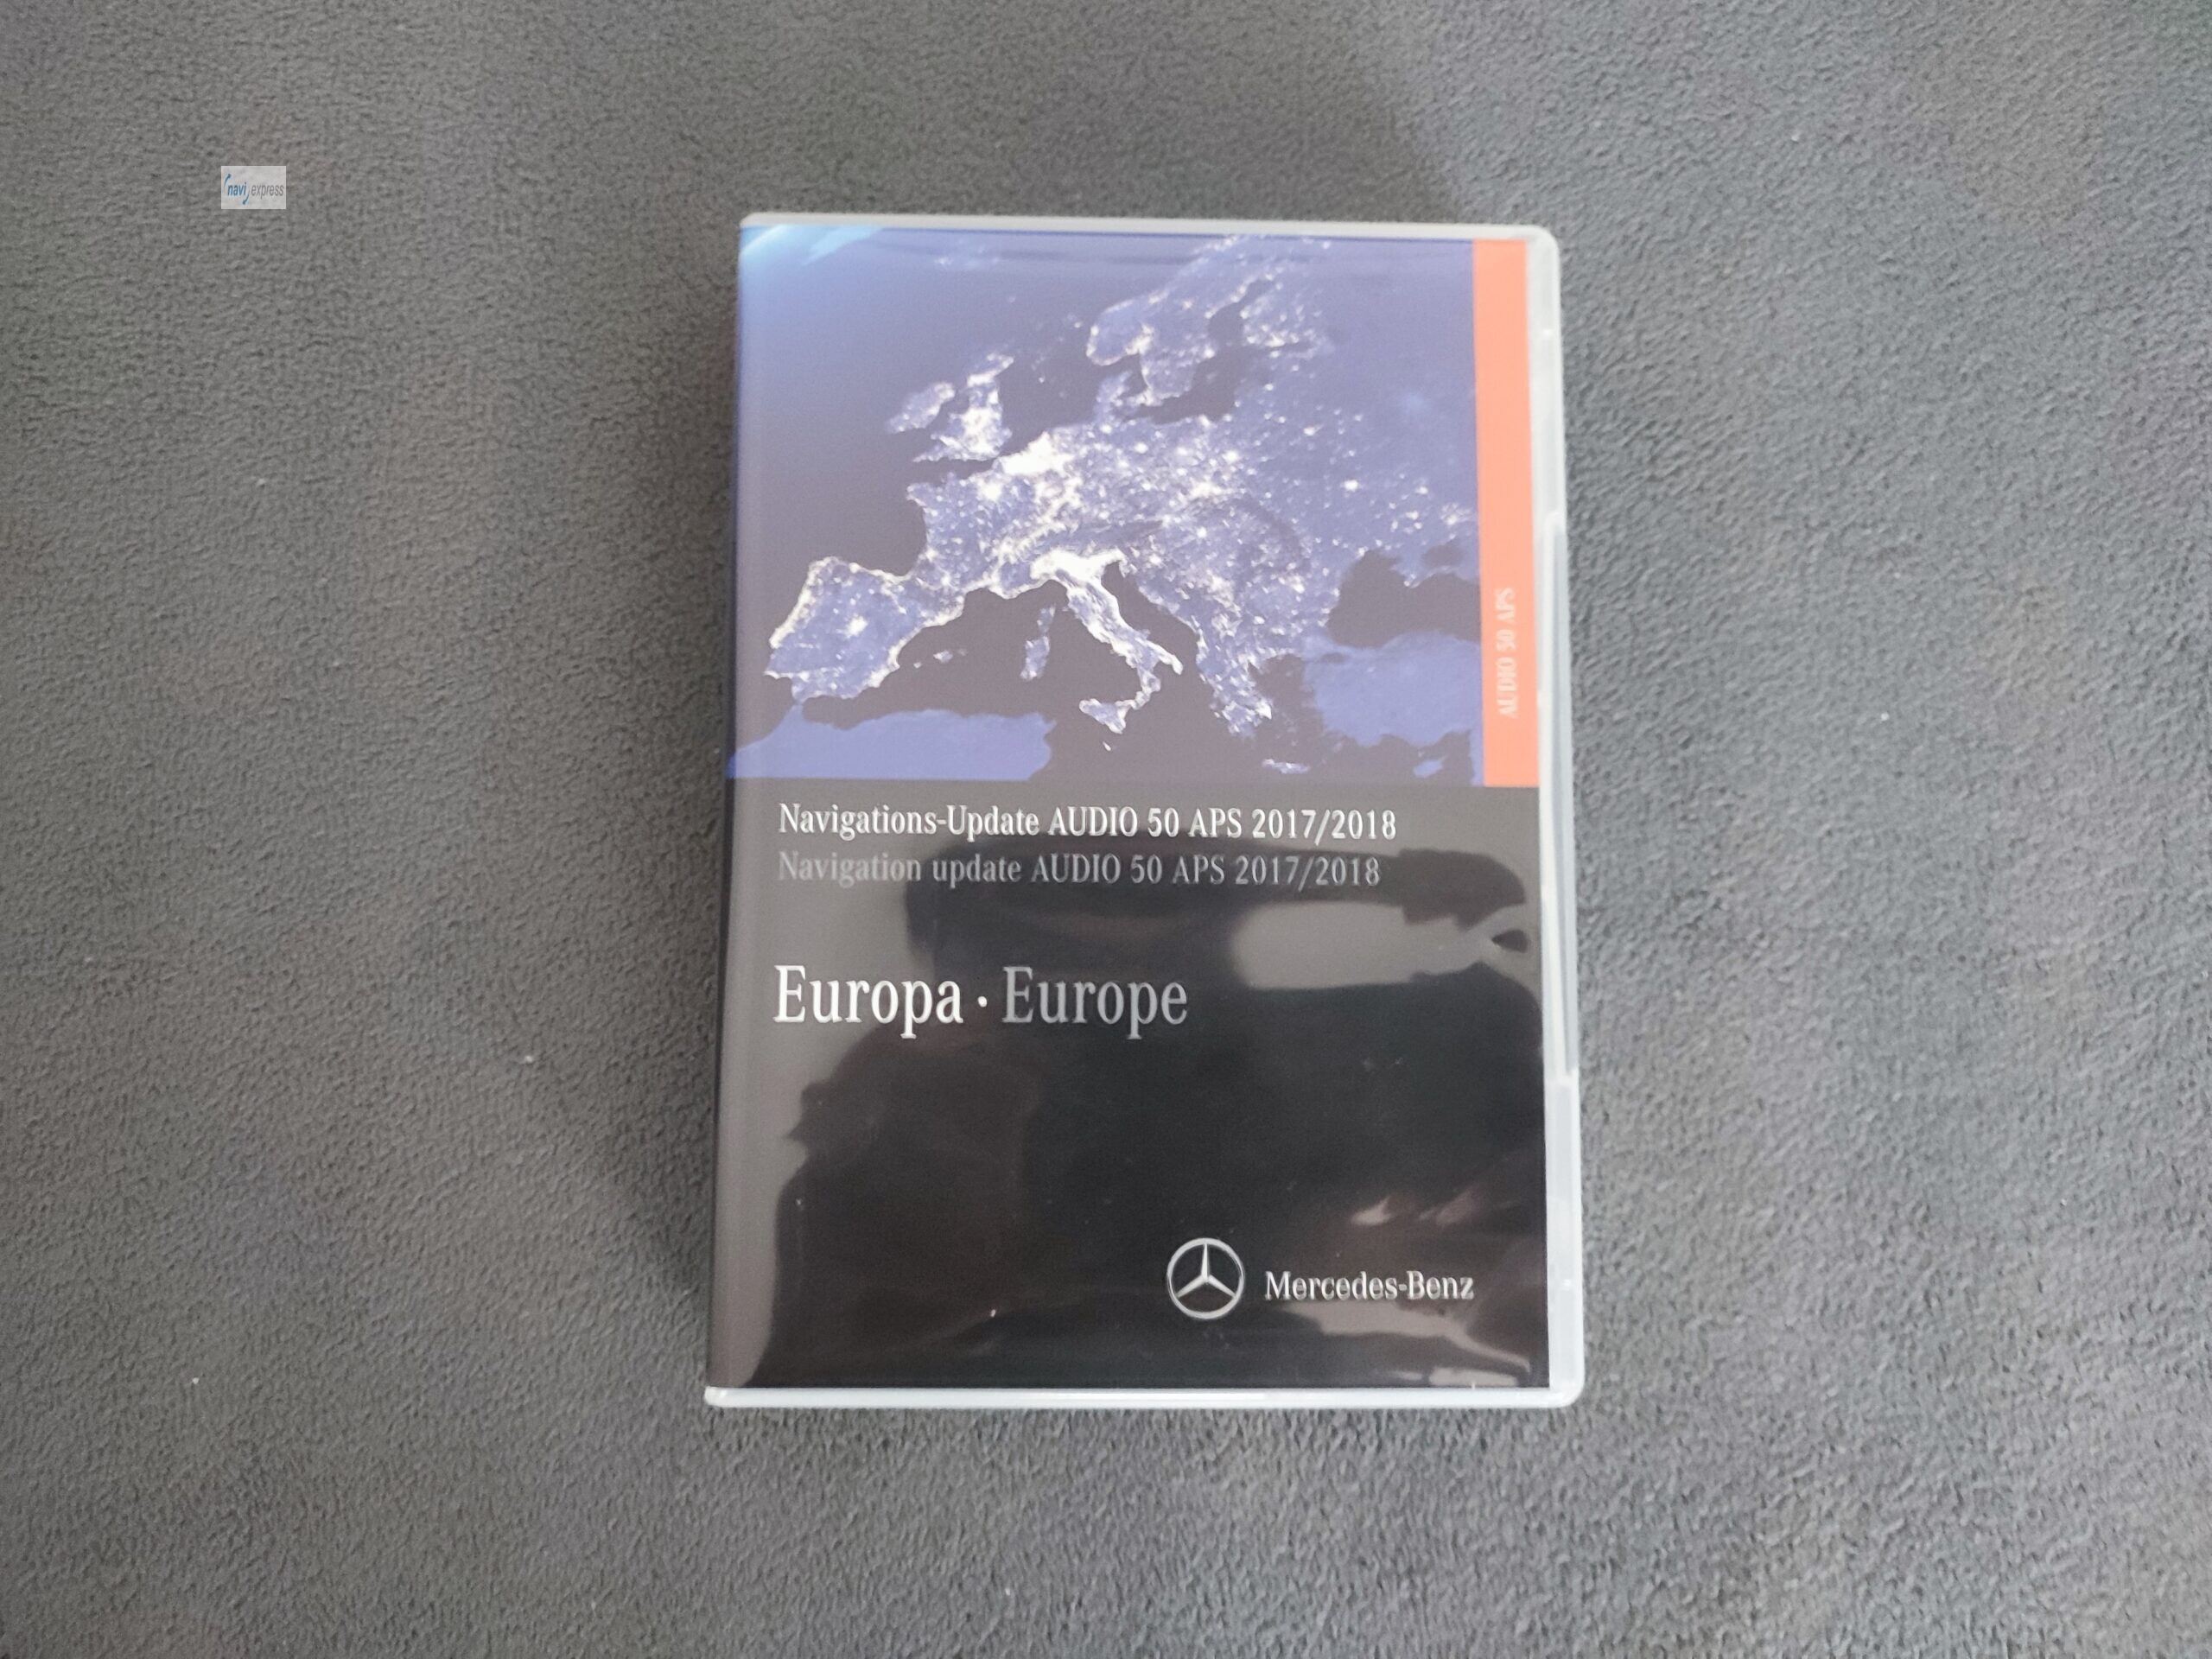 navi express
AUDIO 50 APS
Navigations-Update AUDIO 50 APS 2017/2018
Navigation update AUDIO 50 APS 2017/2018
Europa · Europe
Mercedes-Benz